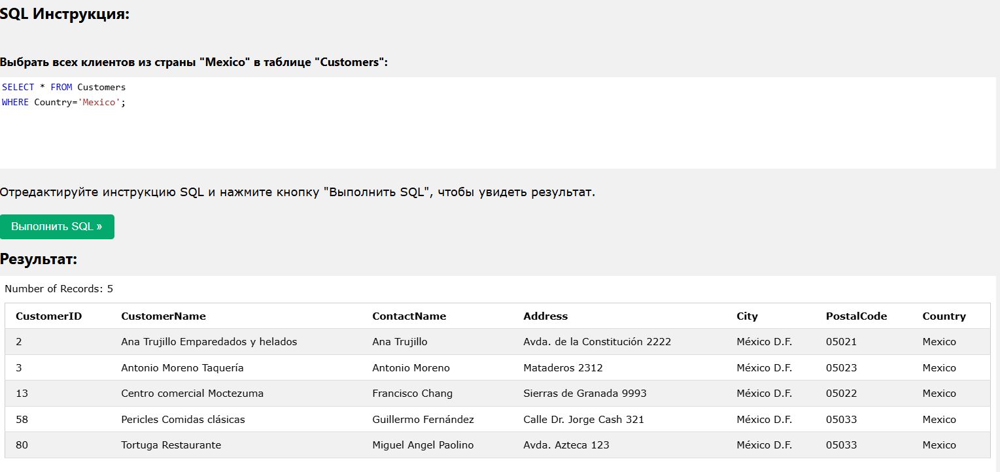 SQL Инструкция:
Выбрать всех клиентов из страны "Mexico" в таблице "Customers":
SELECT * FROM Customers
WHERE Country='Mexico';
Отредактируйте инструкцию SQL и нажмите кнопку "Выполнить SQL", чтобы увидеть результат.
Выполнить SQL »
Результат:
Number of Records: 5
CustomerID CustomerName ContactName Address City PostalCode Country
2 Ana Trujillo Emparedados y helados Ana Trujillo Avda. de la Constitución 2222 México D.F. 05021 Mexico
3 Antonio Moreno Taquería Antonio Moreno Mataderos 2312 México D.F. 05023 Mexico
13 Centro comercial Moctezuma Francisco Chang Sierras de Granada 9993 México D.F. 05022 Mexico
58 Pericles Comidas clásicas Guillermo Fernández Calle Dr. Jorge Cash 321 México D.F. 05033 Mexico
80 Tortuga Restaurante Miguel Angel Paolino Avda. Azteca 123 México D.F. 05033 Mexico